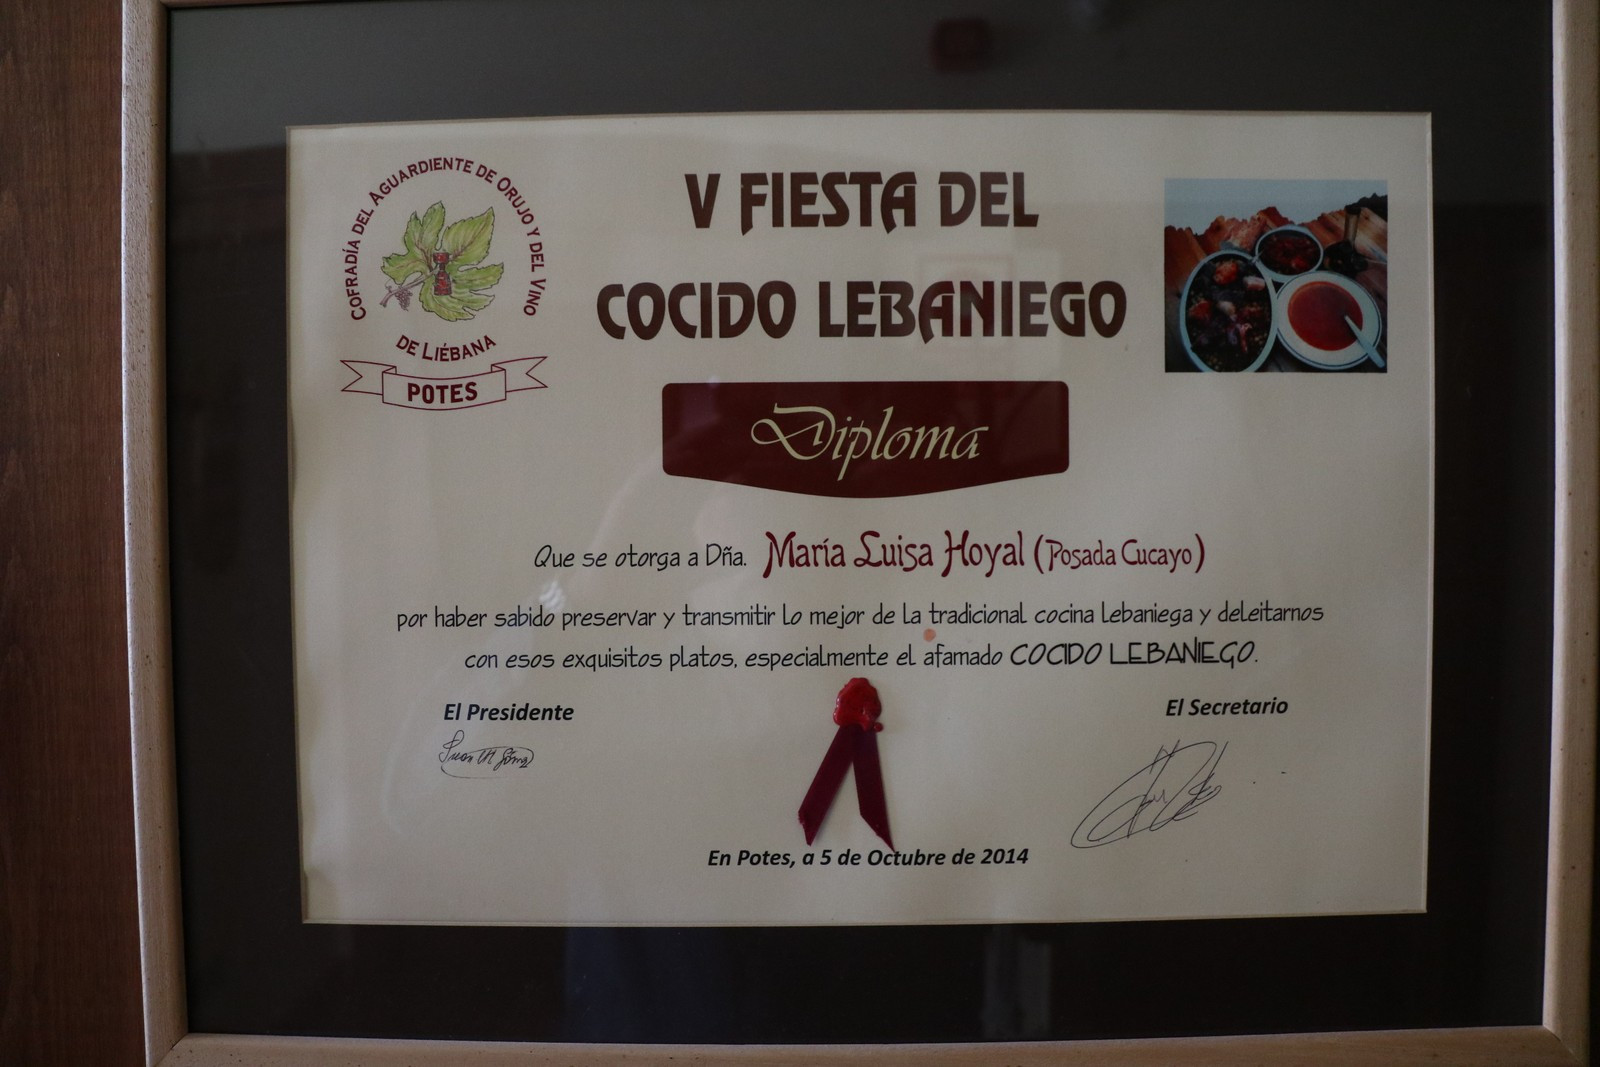 COFRADÍA DEL AGUARDIENTE DE ORUJO Y DEL VINO
DE LIÉBANA
POTES
V FIESTA DEL
COCIDO LEBANIEGO
Diploma
Que se otorga a Dña. María Luisa Hoyal (Posada Cucayo)
por haber sabido preservar y transmitir lo mejor de la tradicional cocina lebaniega y deleitarnos
con esos exquisitos platos, especialmente el afamado COCIDO LEBANIEGO.
El Presidente
El Secretario
En Potes, a 5 de Octubre de 2014